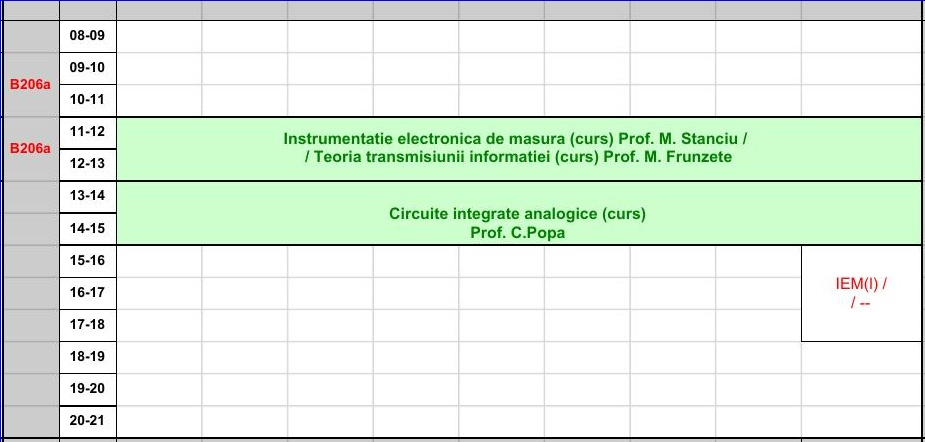 08-09
09-10
B206a
10-11
11-12
Instrumentatie electronica de masura (curs) Prof. M. Stanciu /
B206a
/ Teoria transmisiunii informatiei (curs) Prof. M. Frunzete
12-13
13-14
Circuite integrate analogice (curs)
14-15
Prof. C.Popa
15-16
IEM(I) /
16-17
/ --
17-18
18-19
19-20
20-21